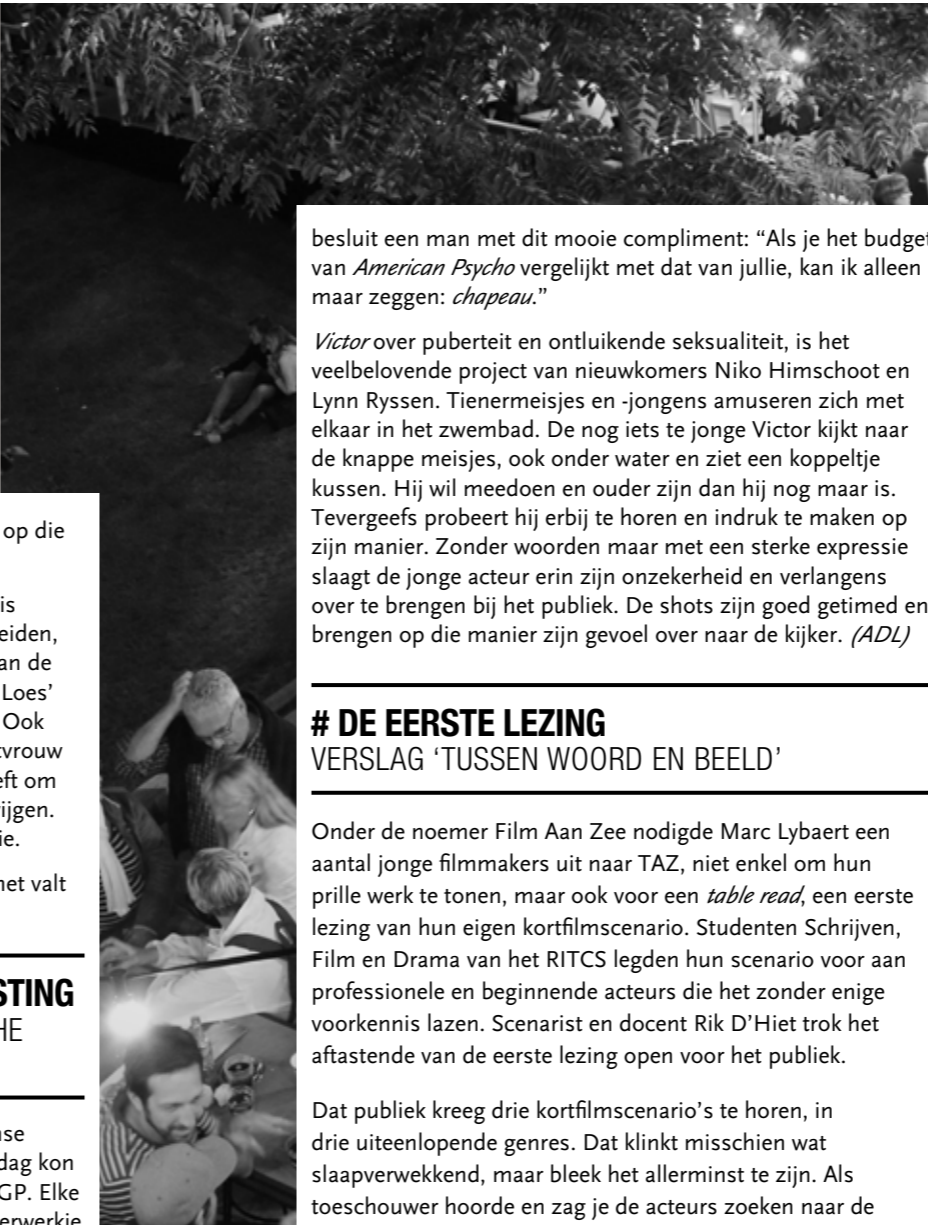 op die
is
eiden,
an de
Loes’
Ook
vrouw
eft om
ijgen.
ie.
het valt
STING
HE
nse
dag kon
GP. Elke
erwerkje
besluit een man met dit mooie compliment: “Als je het budget
van American Psycho vergelijkt met dat van jullie, kan ik alleen
maar zeggen: chapeau.”
Victor over puberteit en ontluikende seksualiteit, is het
veelbelovende project van nieuwkomers Niko Himschoot en
Lynn Ryssen. Tienermeisjes en -jongens amuseren zich met
elkaar in het zwembad. De nog iets te jonge Victor kijkt naar
de knappe meisjes, ook onder water en ziet een koppeltje
kussen. Hij wil meedoen en ouder zijn dan hij nog maar is.
Tevergeefs probeert hij erbij te horen en indruk te maken op
zijn manier. Zonder woorden maar met een sterke expressie
slaagt de jonge acteur erin zijn onzekerheid en verlangens
over te brengen bij het publiek. De shots zijn goed getimed en
brengen op die manier zijn gevoel over naar de kijker. (ADL)
# DE EERSTE LEZING
VERSLAG ‘TUSSEN WOORD EN BEELD’
Onder de noemer Film Aan Zee nodigde Marc Lybaert een
aantal jonge filmmakers uit naar TAZ, niet enkel om hun
prille werk te tonen, maar ook voor een table read, een eerste
lezing van hun eigen kortfilmscenario. Studenten Schrijven,
Film en Drama van het RITCS legden hun scenario voor aan
professionele en beginnende acteurs die het zonder enige
voorkennis lazen. Scenarist en docent Rik D’Hiet trok het
aftastende van de eerste lezing open voor het publiek.
Dat publiek kreeg drie kortfilmscenario’s te horen, in
drie uiteenlopende genres. Dat klinkt misschien wat
slaapverwekkend, maar bleek het allerminst te zijn. Als
toeschouwer hoorde en zag je de acteurs zoeken naar de